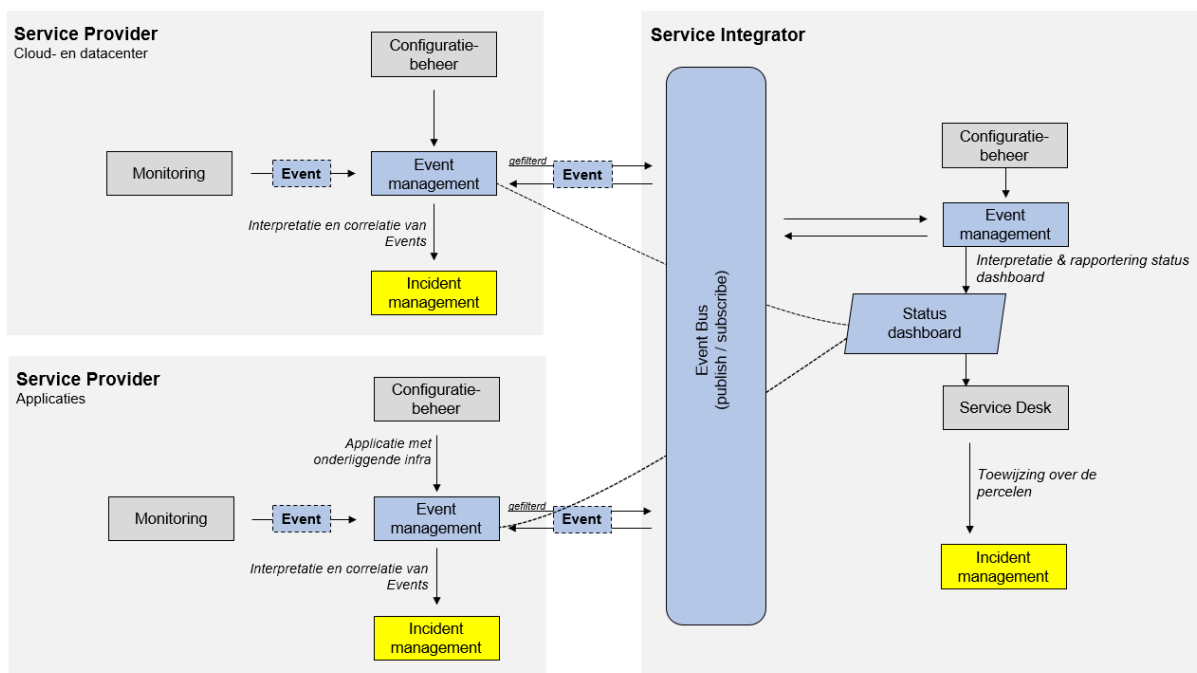 Service Provider
Cloud- en datacenter
Configuratie-
beheer
Monitoring
Event
Event
management
gefilterd
Event
Interpretatie en correlatie van
Events
Incident
management
Service Provider
Applicaties
Configuratie-
beheer
Applicatie met
onderliggende infra
Monitoring
Event
Event
management
gefilterd
Event
Interpretatie en correlatie van
Events
Incident
management
Service Integrator
Event Bus
(publish / subscribe)
Configuratie-
beheer
Event
management
Interpretatie & rapportering status
dashboard
Status
dashboard
Service Desk
Toewijzing over de
percelen
Incident
management